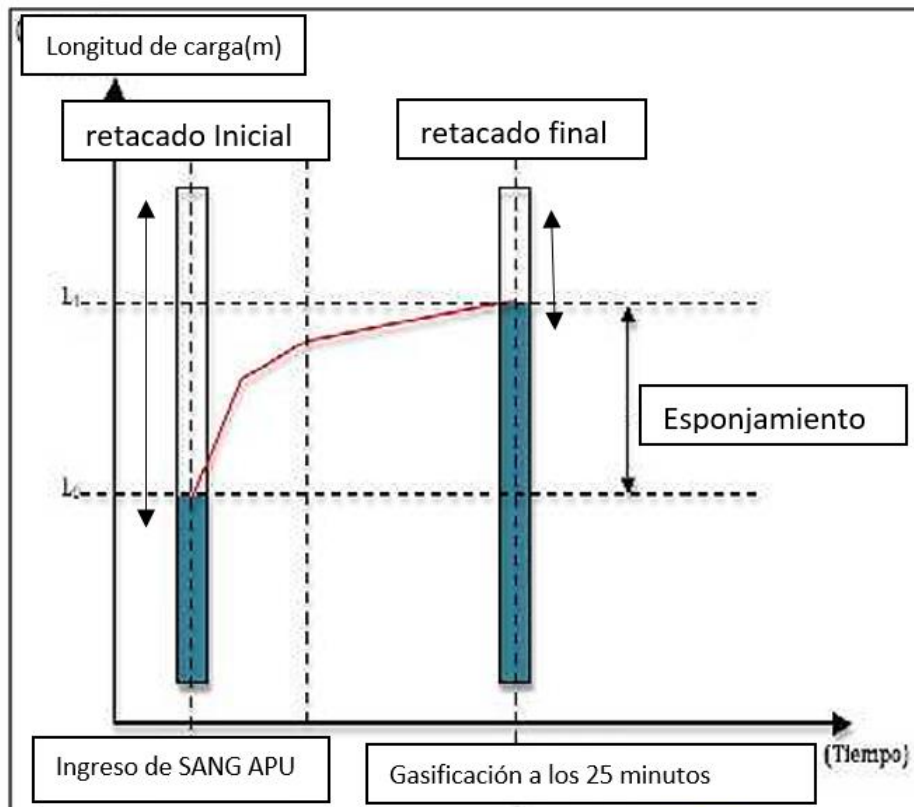 Longitud de carga(m)
retacado Inicial
retacado final
L₁
Esponjamiento
L₀
Ingreso de SANG APU
Gasificación a los 25 minutos
(Tiempo)